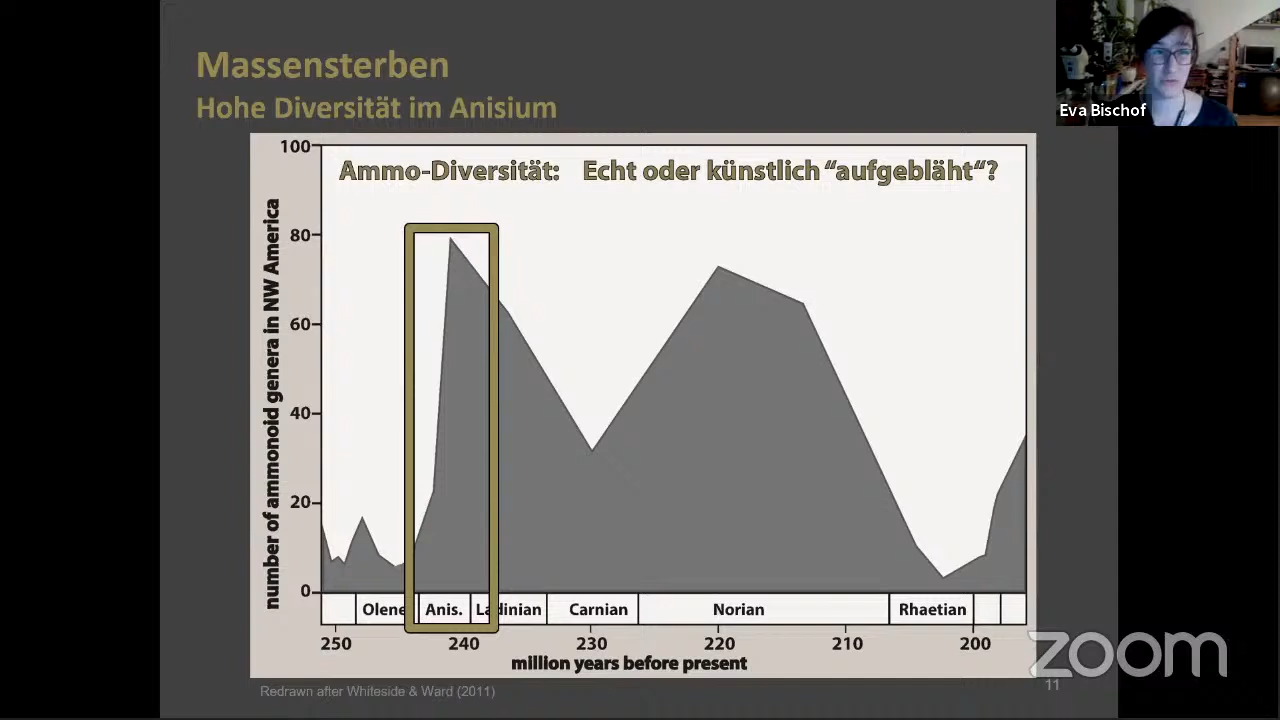 Massensterben
Hohe Diversität im Anisium
Eva Bischof
Ammo-Diversität: Echt oder künstlich “aufgebläht“?
number of ammonoid genera in NW America
100
80
60
40
20
0
Olene Anis. Ladinian Carnian Norian Rhaetian
250 240 230 220 210 200
million years before present
Redrawn after Whiteside & Ward (2011)
11
zoom